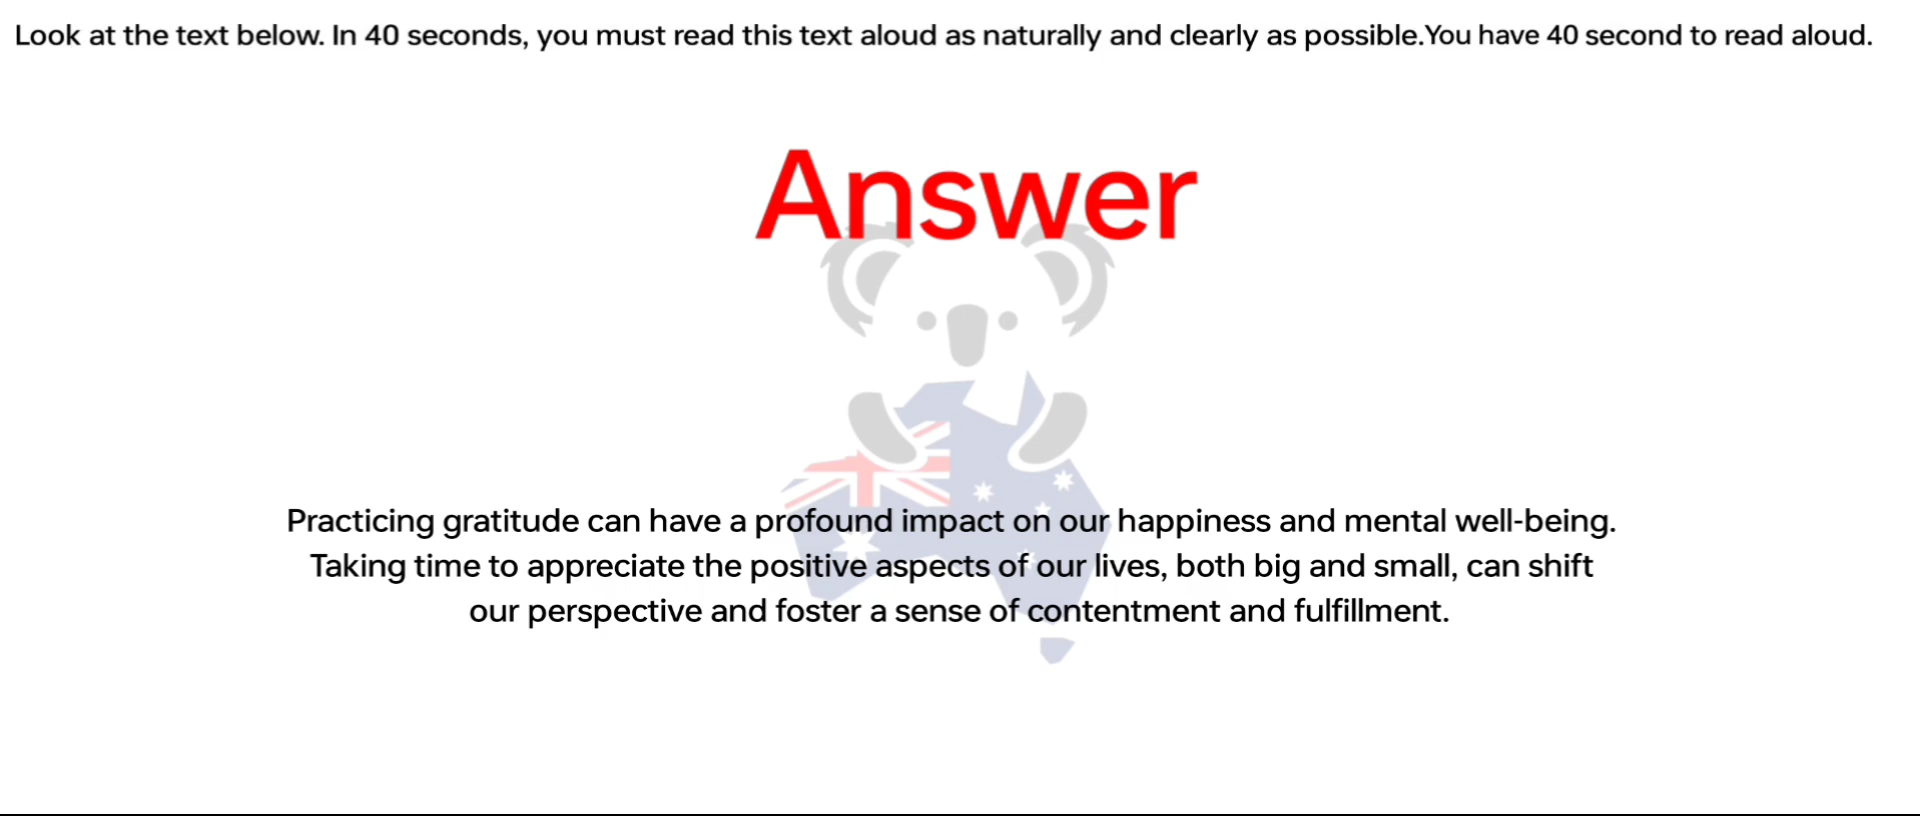 Look at the text below. In 40 seconds, you must read this text aloud as naturally and clearly as possible.You have 40 second to read aloud.
Answer
Practicing gratitude can have a profound impact on our happiness and mental well-being.
Taking time to appreciate the positive aspects of our lives, both big and small, can shift
our perspective and foster a sense of contentment and fulfillment.